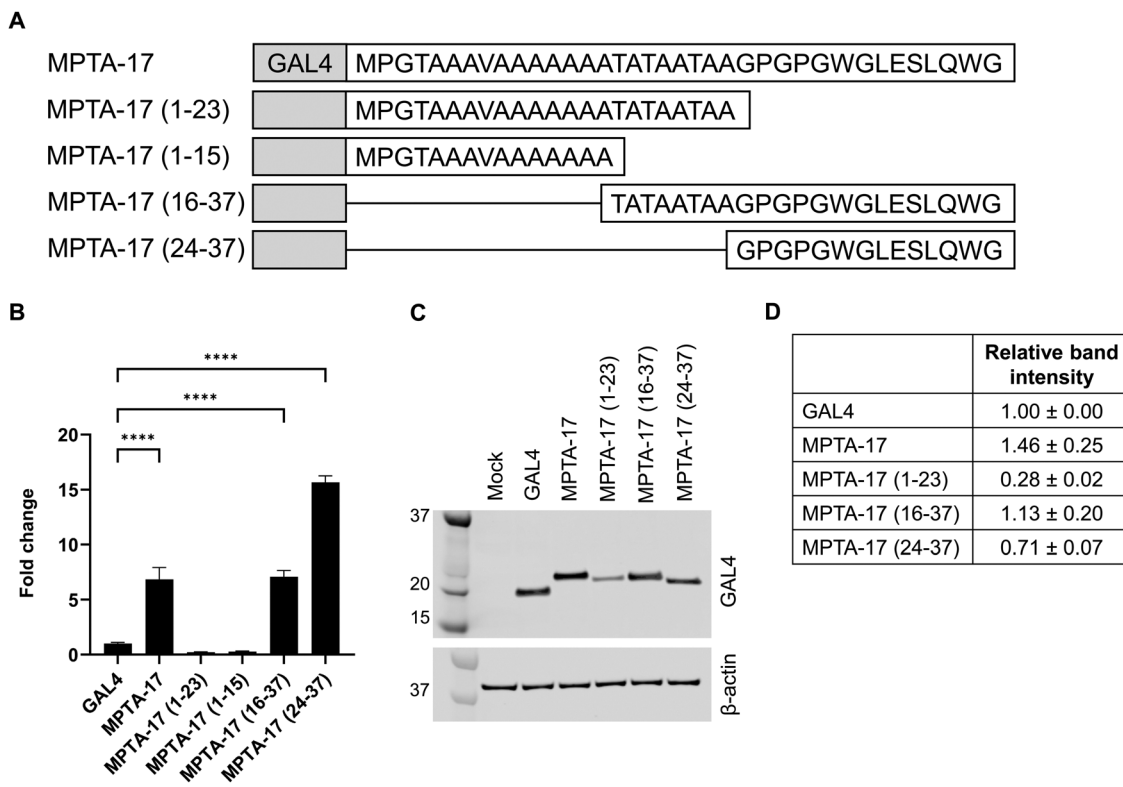 A
MPTA-17 GAL4 MPGTAAAVAAAAAAATATAATAAGPGPGWGLESLQWG
MPTA-17 (1-23) MPGTAAAVAAAAAAATATAATAA
MPTA-17 (1-15) MPGTAAAVAAAAAAA
MPTA-17 (16-37) TATAATAAGPGPGWGLESLQWG
MPTA-17 (24-37) GPGPGWGLESLQWG
B
****
****
****
Fold change
20
15
10
5
0
GAL4
MPTA-17
MPTA-17 (1-23)
MPTA-17 (1-15)
MPTA-17 (16-37)
MPTA-17 (24-37)
C
Mock
GAL4
MPTA-17
MPTA-17 (1-23)
MPTA-17 (16-37)
MPTA-17 (24-37)
37
20
15
GAL4
37
β-actin
D
Relative band
intensity
GAL4 1.00 ± 0.00
MPTA-17 1.46 ± 0.25
MPTA-17 (1-23) 0.28 ± 0.02
MPTA-17 (16-37) 1.13 ± 0.20
MPTA-17 (24-37) 0.71 ± 0.07